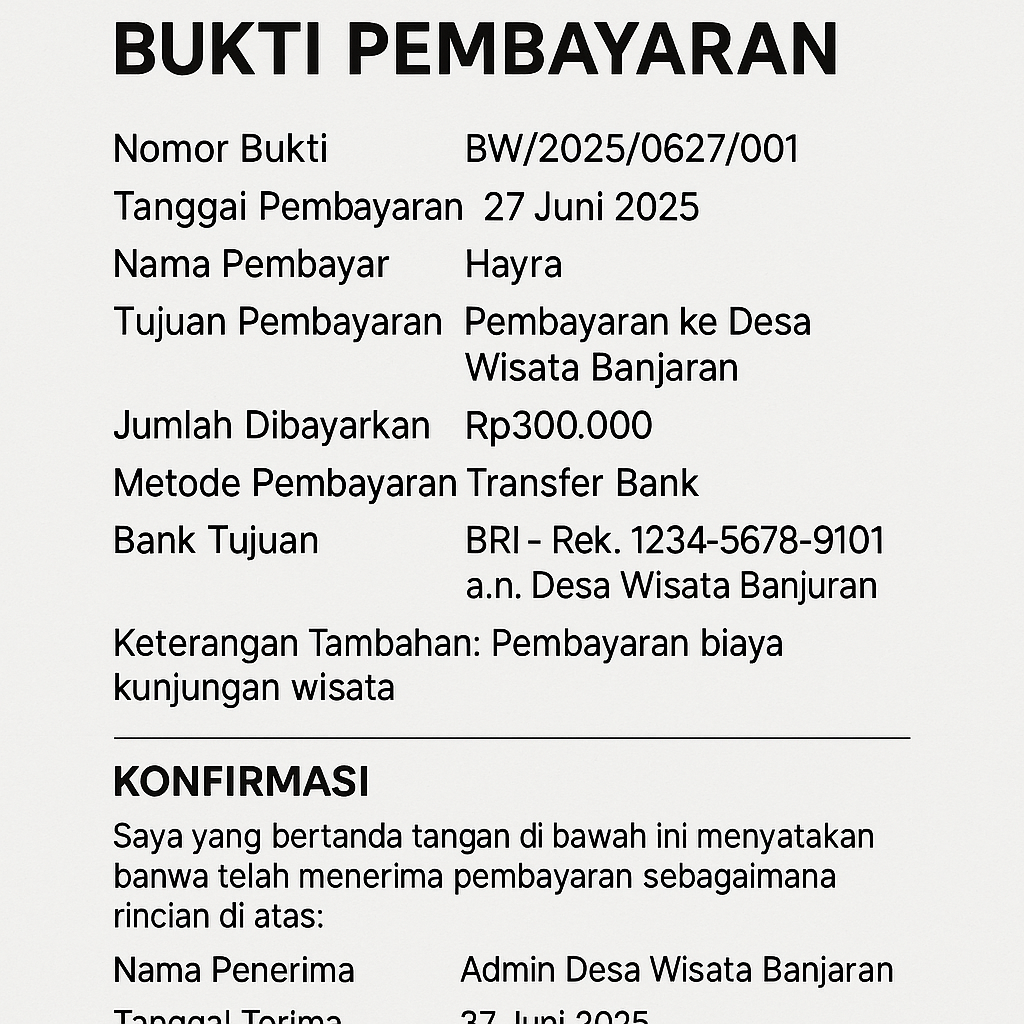 BUKTI PEMBAYARAN
Nomor Bukti BW/2025/0627/001
Tanggai Pembayaran 27 Juni 2025
Nama Pembayar Hayra
Tujuan Pembayaran Pembayaran ke Desa
Wisata Banjaran
Jumlah Dibayarkan Rp300.000
Metode Pembayaran Transfer Bank
Bank Tujuan BRI - Rek. 1234-5678-9101
a.n. Desa Wisata Banjuran
Keterangan Tambahan: Pembayaran biaya
kunjungan wisata
KONFIRMASI
Saya yang bertanda tangan di bawah ini menyatakan
banwa telah menerima pembayaran sebagaimana
rincian di atas:
Nama Penerima Admin Desa Wisata Banjaran
Tanggal Torima 37 Juni 2025